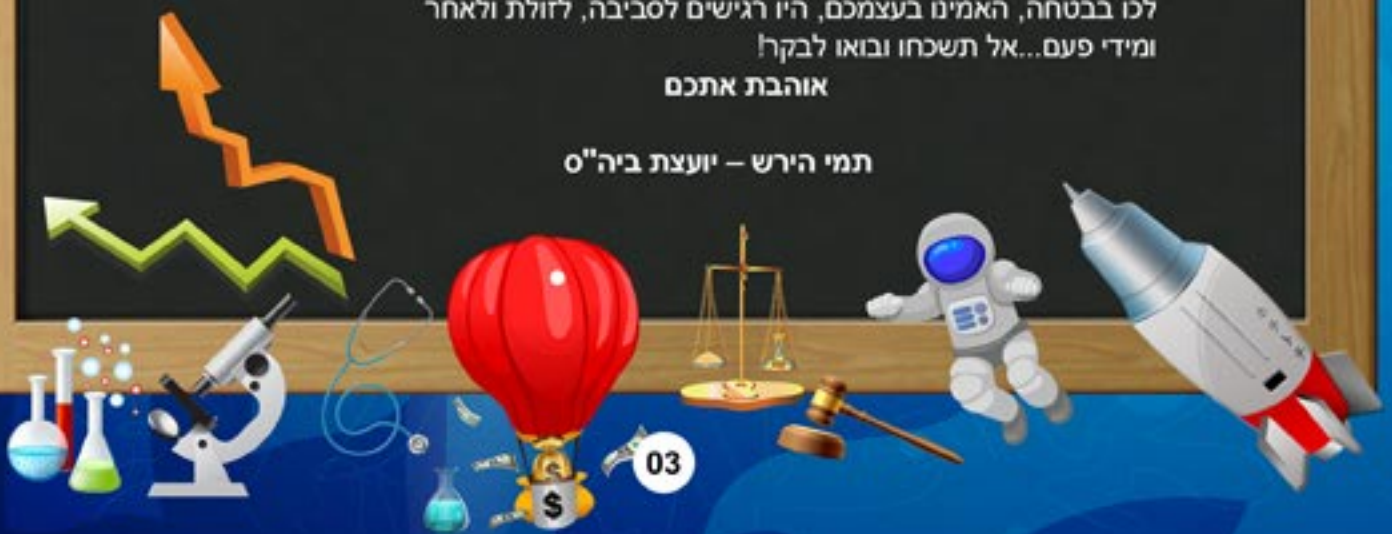 לכו בבטחה, האמינו בעצמכם, היו רגישים לסביבה, לזולת ולאחר
ומידי פעם...אל תשכחו ובואו לבקר!
אוהבת אתכם
תמי הירש – יועצת ביה"ס
03
$